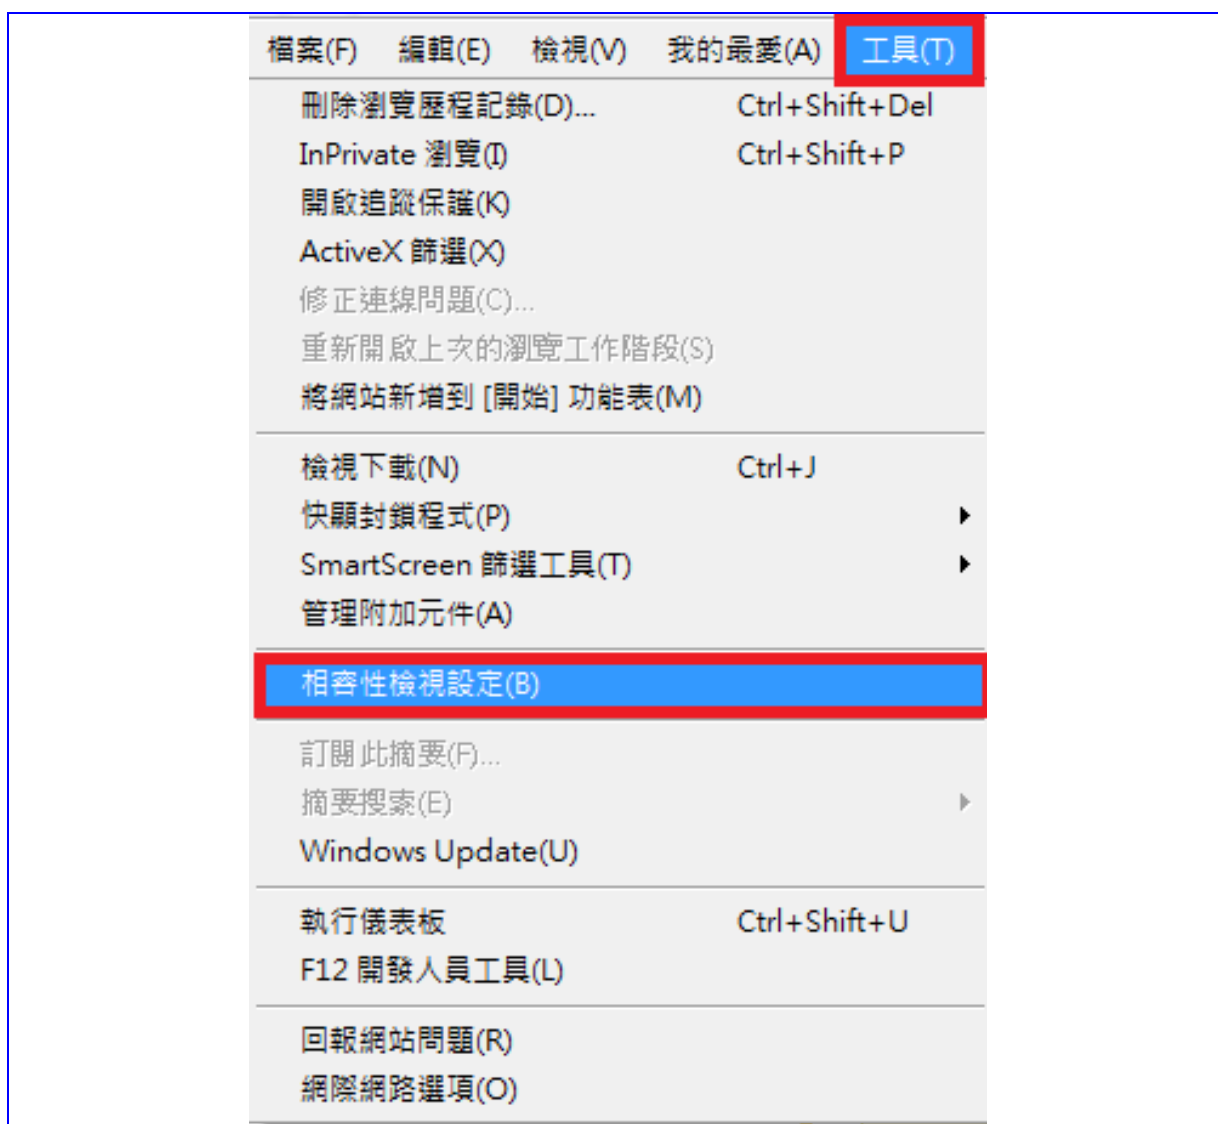 檔案(F) 編輯(E) 檢視(V) 我的最愛(A) 工具(T)
刪除瀏覽歷程記錄(D)... Ctrl+Shift+Del
InPrivate 瀏覽(I) Ctrl+Shift+P
開啟追蹤保護(K)
ActiveX 篩選(X)
修正連線問題(C)...
重新開啟上次的瀏覽工作階段(S)
將網站新增到 [開始] 功能表(M)
檢視下載(N) Ctrl+J
快顯封鎖程式(P)
SmartScreen 篩選工具(T)
管理附加元件(A)
相容性檢視設定(B)
訂閱此摘要(F)...
摘要搜索(E)
Windows Update(U)
執行儀表板 Ctrl+Shift+U
F12 開發人員工具(L)
回報網站問題(R)
網際網路選項(O)